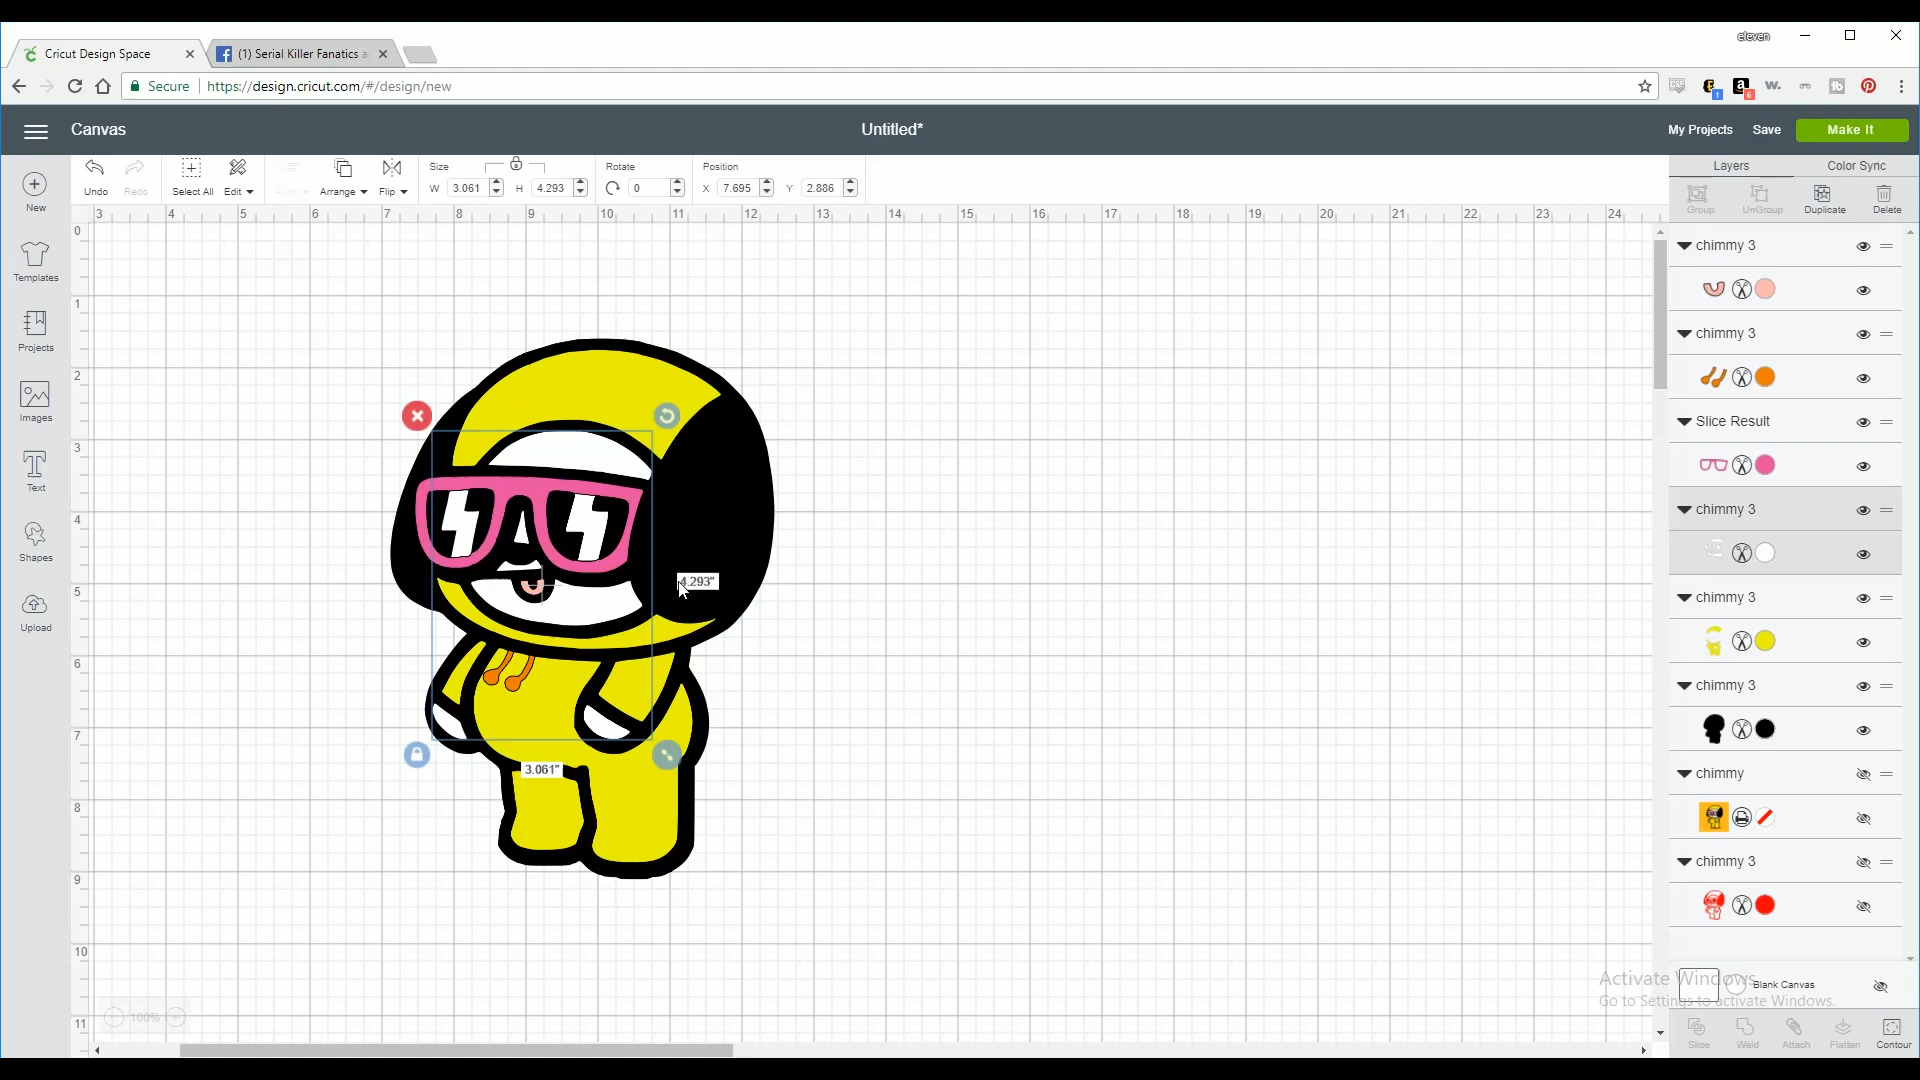 eleven
Cricut Design Space
(1) Serial Killer Fanatics a
Secure
https://design.cricut.com/#/design/new
Canvas
Untitled*
My Projects
Save
Make It
Undo
Redo
Select All
Edit
Align
Arrange
Flip
Size
W 3.061 H 4.293
Rotate
0
Position
X 7.695 Y 2.886
Layers
Color Sync
Group
UnGroup
Duplicate
Delete
New
Templates
Projects
Images
Text
Shapes
Upload
3 4 5 6 7 8 9 10 11 12 13 14 15 16 17 18 19 20 21 22 23 24
0
1
2
3
4
5
6
7
8
9
10
11
4.293"
3.061"
100%
chimmy 3
chimmy 3
Slice Result
chimmy 3
chimmy 3
chimmy 3
chimmy
chimmy 3
Blank Canvas
Activate Windows
Go to Settings to activate Windows.
Slice
Weld
Attach
Flatten
Contour